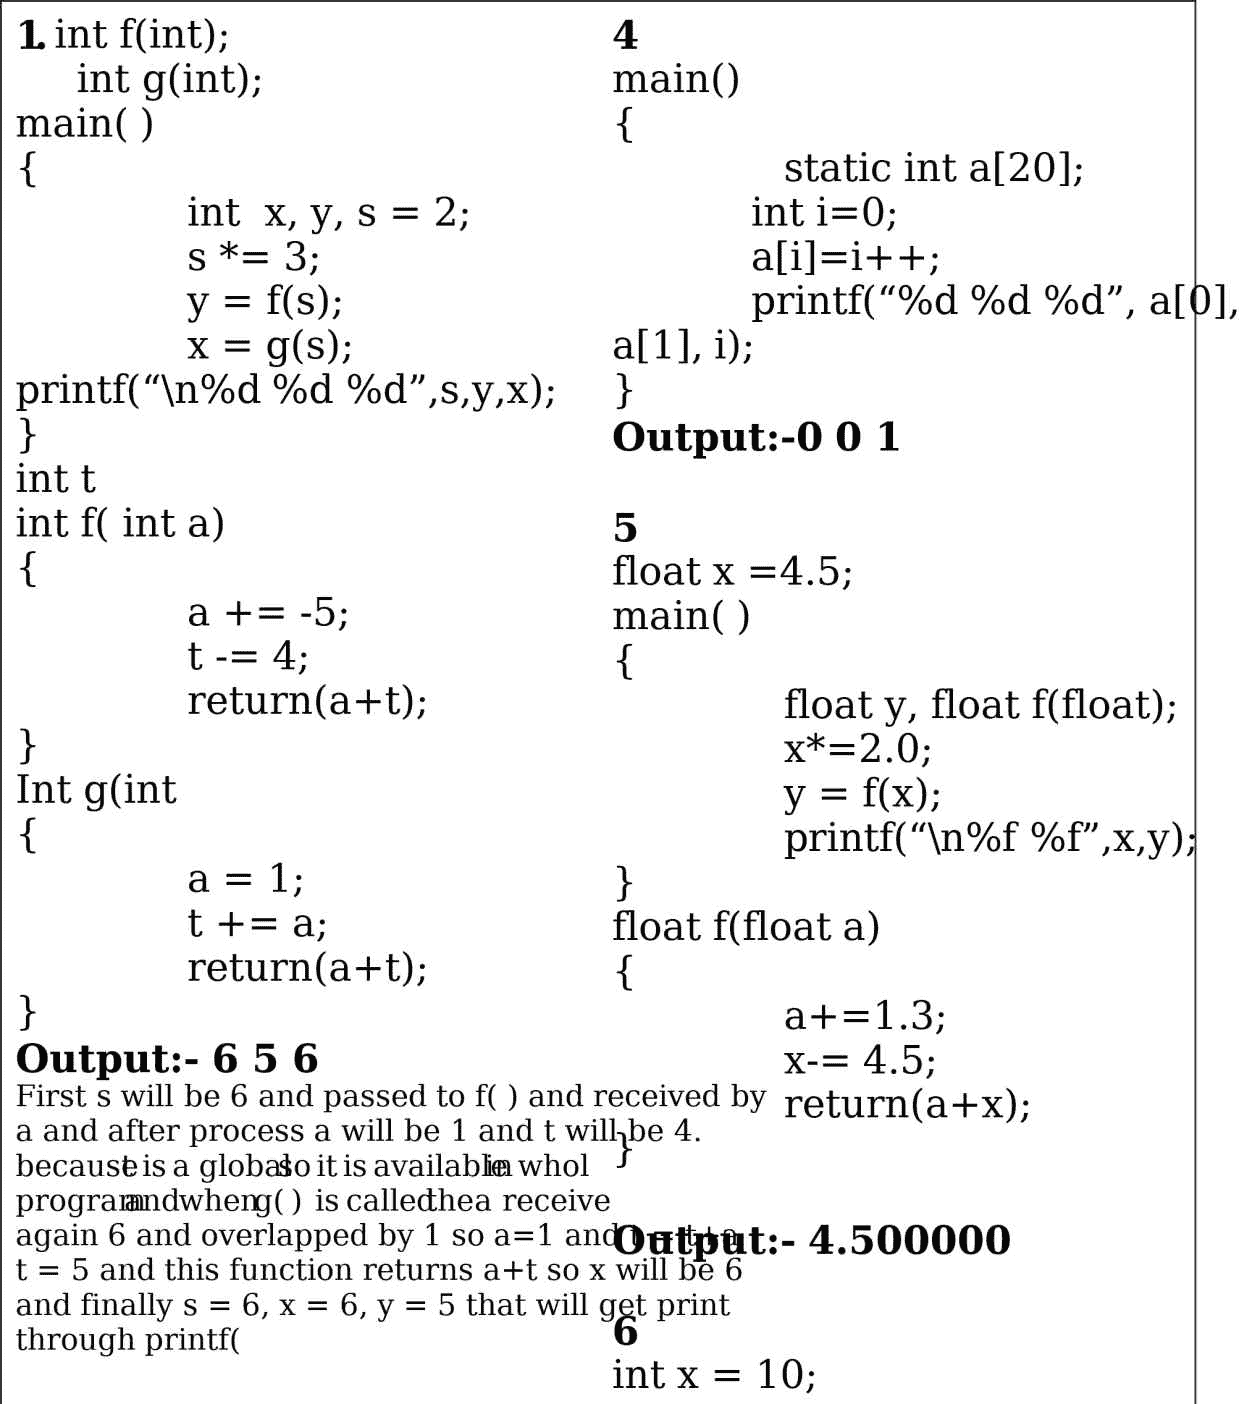 1. int f(int);
int g(int);
main( )
{
int  x, y, s = 2;
s *= 3;
y = f(s);
x = g(s);
printf(“\n%d %d %d”,s,y,x);
}
int t
int f( int a)
{
a += -5;
t -= 4;
return(a+t);
}
Int g(int
{
a = 1;
t += a;
return(a+t);
}
Output:- 6 5 6
First s will be 6 and passed to f( ) and received by
a and after process a will be 1 and t will be 4.
because t is a global so it is available in whol
program and when g( ) is called the a receive
again 6 and overlapped by 1 so a=1 and t = t+a
t = 5 and this function returns a+t so x will be 6
and finally s = 6, x = 6, y = 5 that will get print
through printf(
4
main()
{
static int a[20];
int i=0;
a[i]=i++;
printf(“%d %d %d”, a[0],
a[1], i);
}
Output:-0 0 1
5
float x =4.5;
main( )
{
float y, float f(float);
x*=2.0;
y = f(x);
printf(“\n%f %f”,x,y);
}
float f(float a)
{
a+=1.3;
x-= 4.5;
return(a+x);
}
Output:- 4.500000
6
int x = 10;